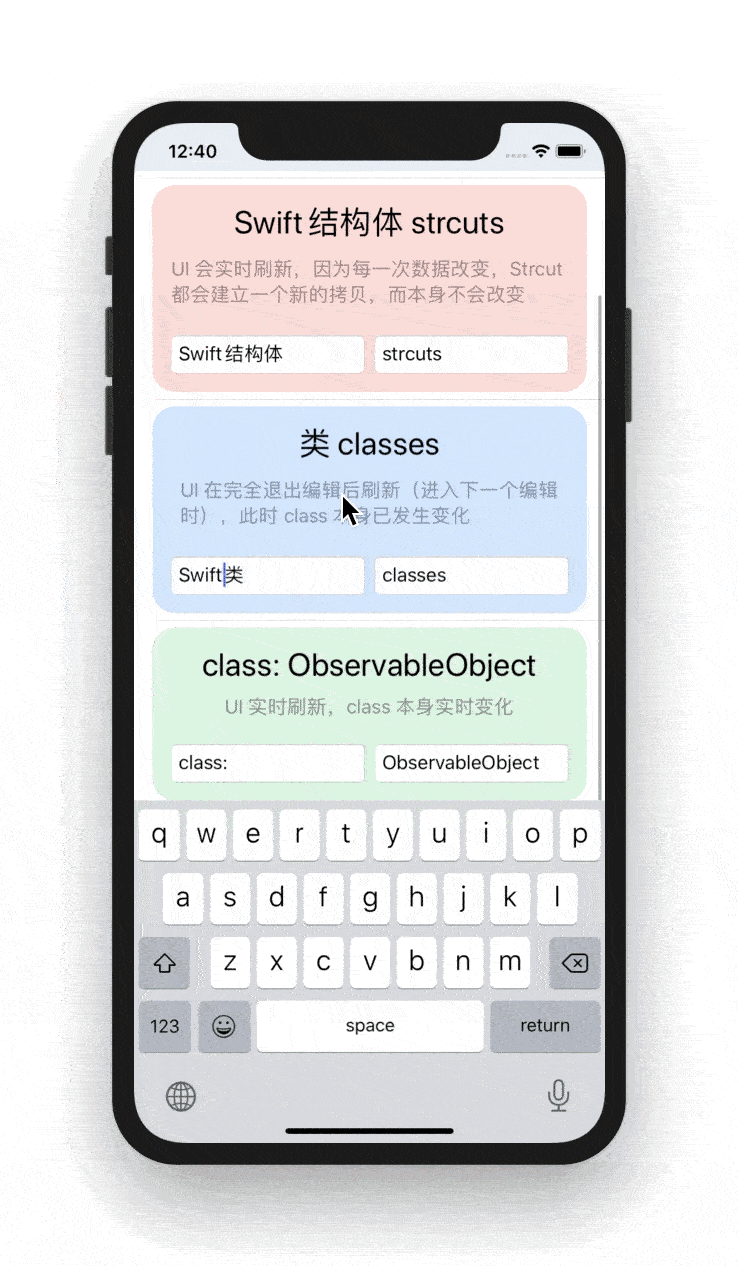 12:40
Swift 结构体 strcuts
UI 会实时刷新，因为每一次数据改变，Strcut
都会建立一个新的拷贝，而本身不会改变
Swift 结构体 strcuts
类 classes
UI 在完全退出编辑后刷新（进入下一个编辑
时），此时 class 本身已发生变化
Swift类 classes
class: ObservableObject
UI 实时刷新，class 本身实时变化
class: ObservableObject
q w e r t y u i o p
a s d f g h j k l
z x c v b n m
123 space return